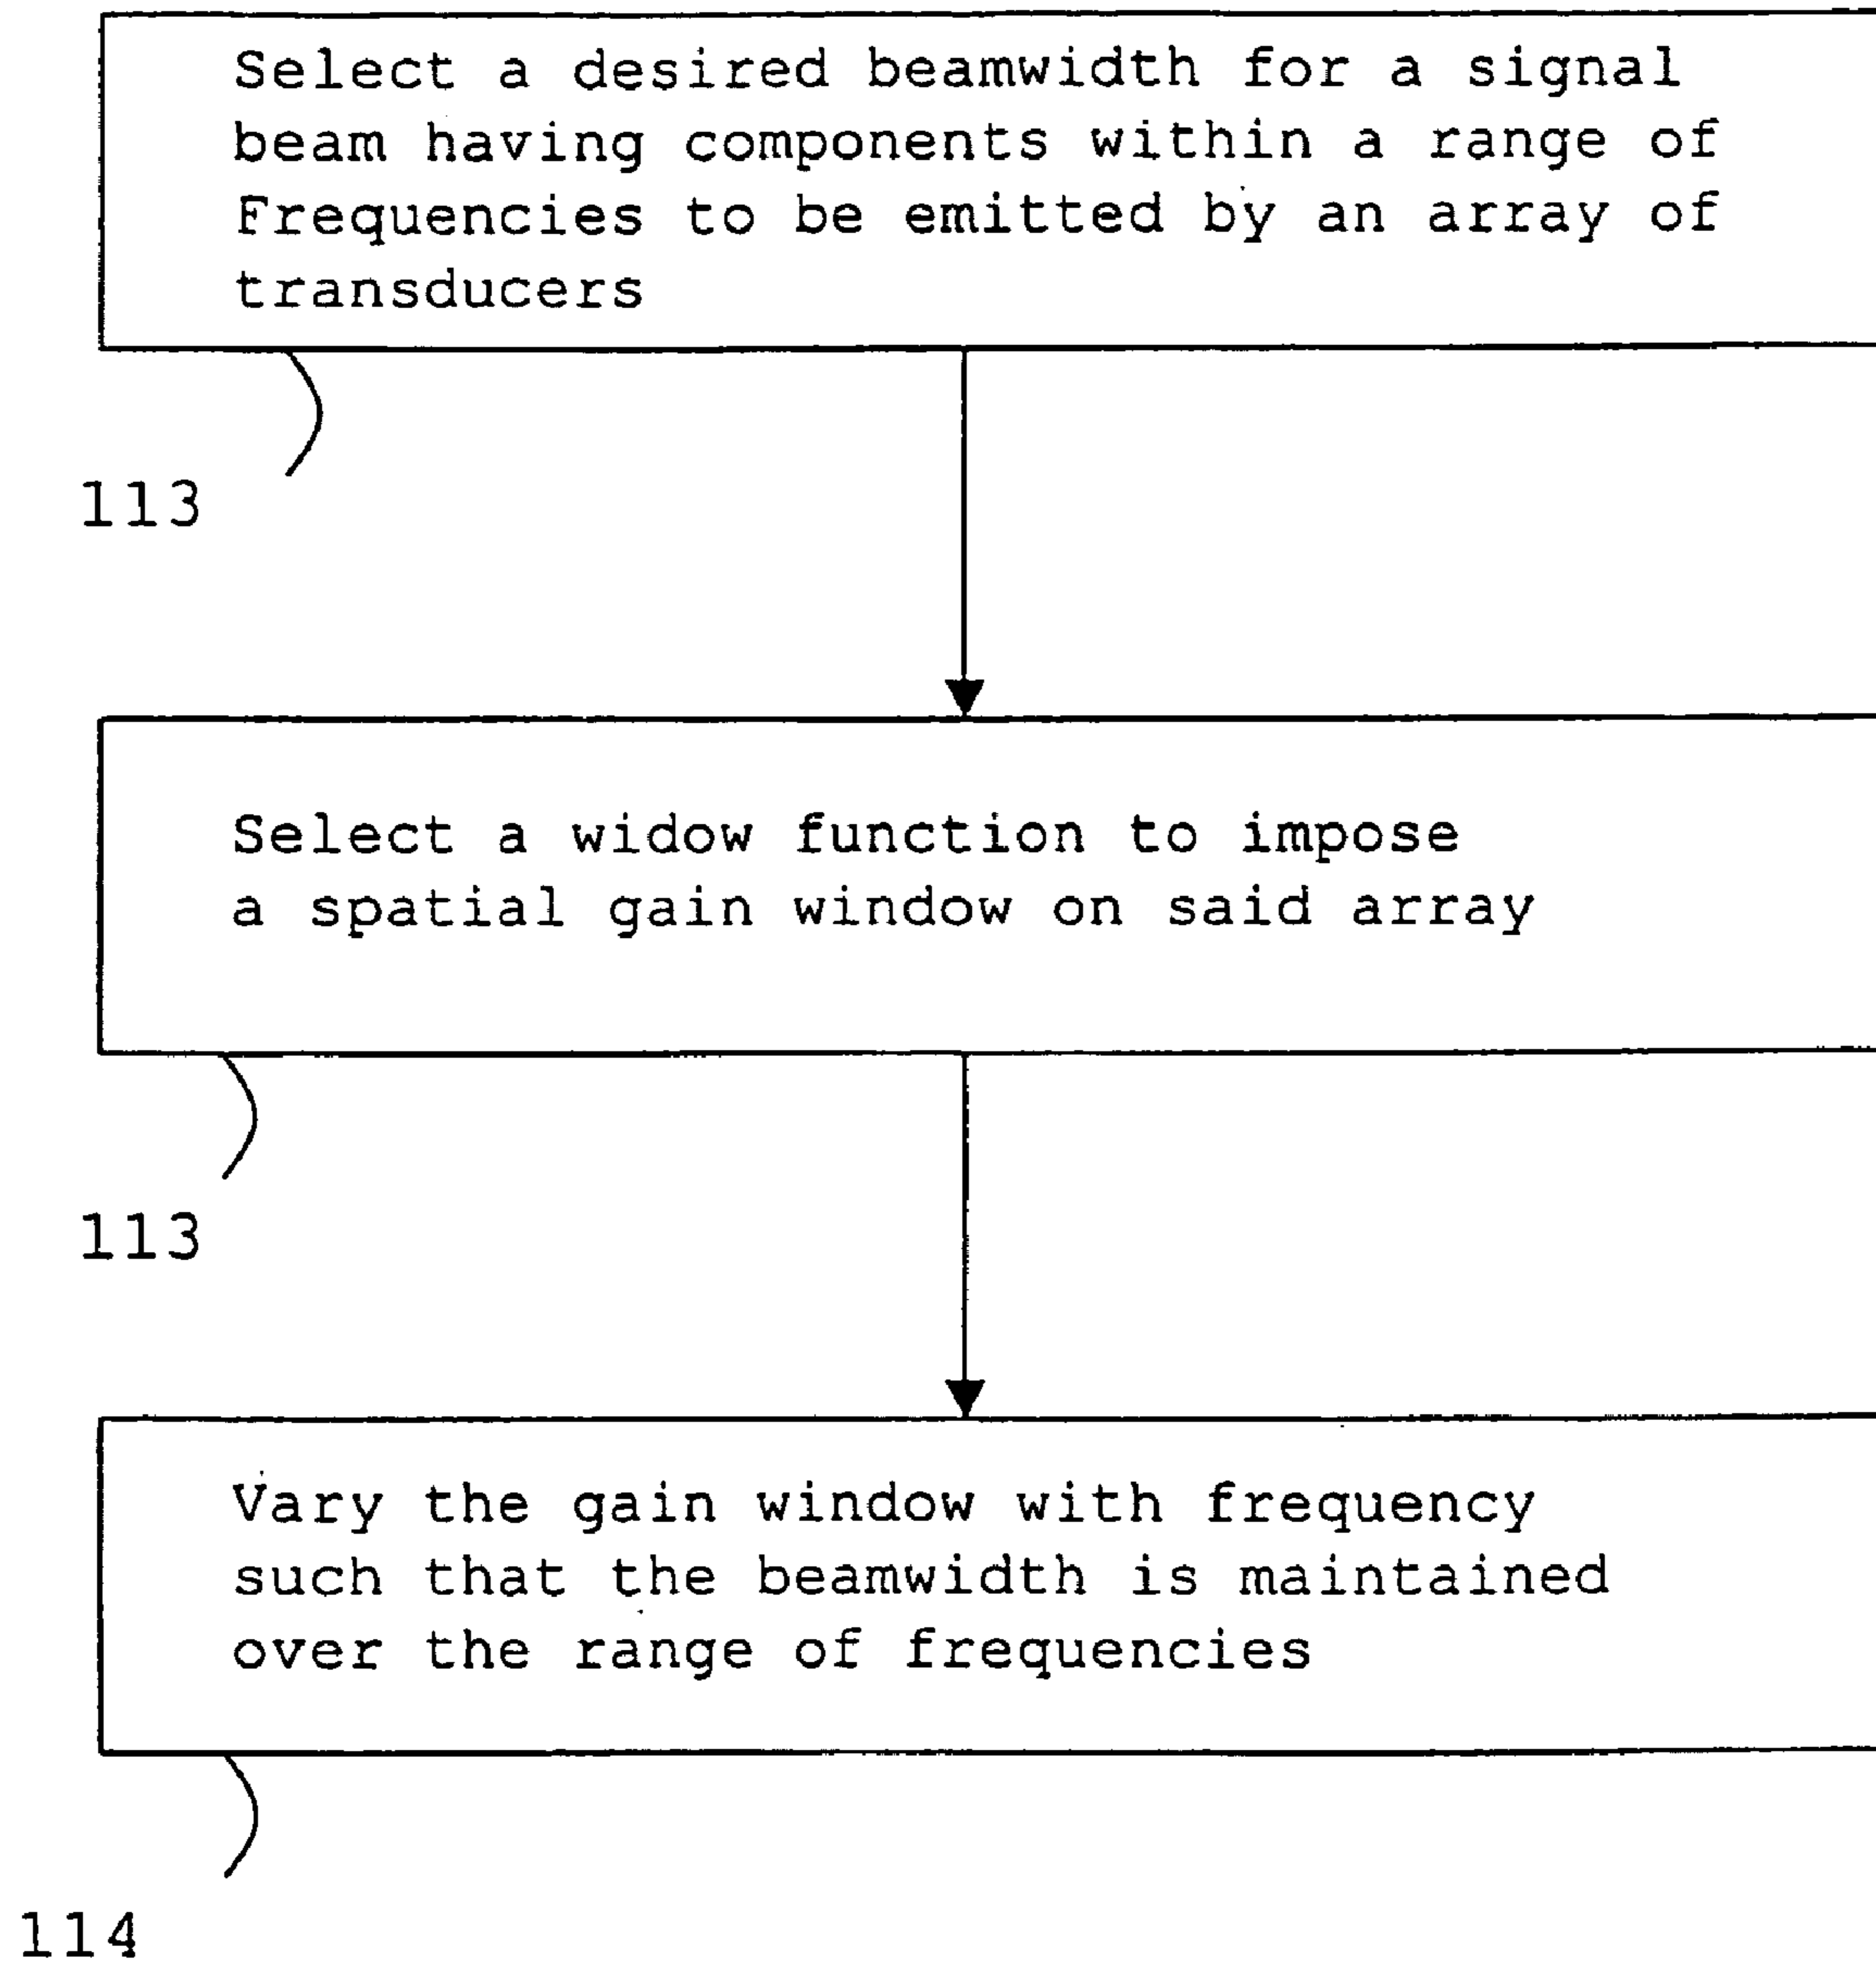 Select a desired beamwidth for a signal
beam having components within a range of
Frequencies to be emitted by an array of
transducers
113
Select a widow function to impose
a spatial gain window on said array
113
Vary the gain window with frequency
such that the beamwidth is maintained
over the range of frequencies
114